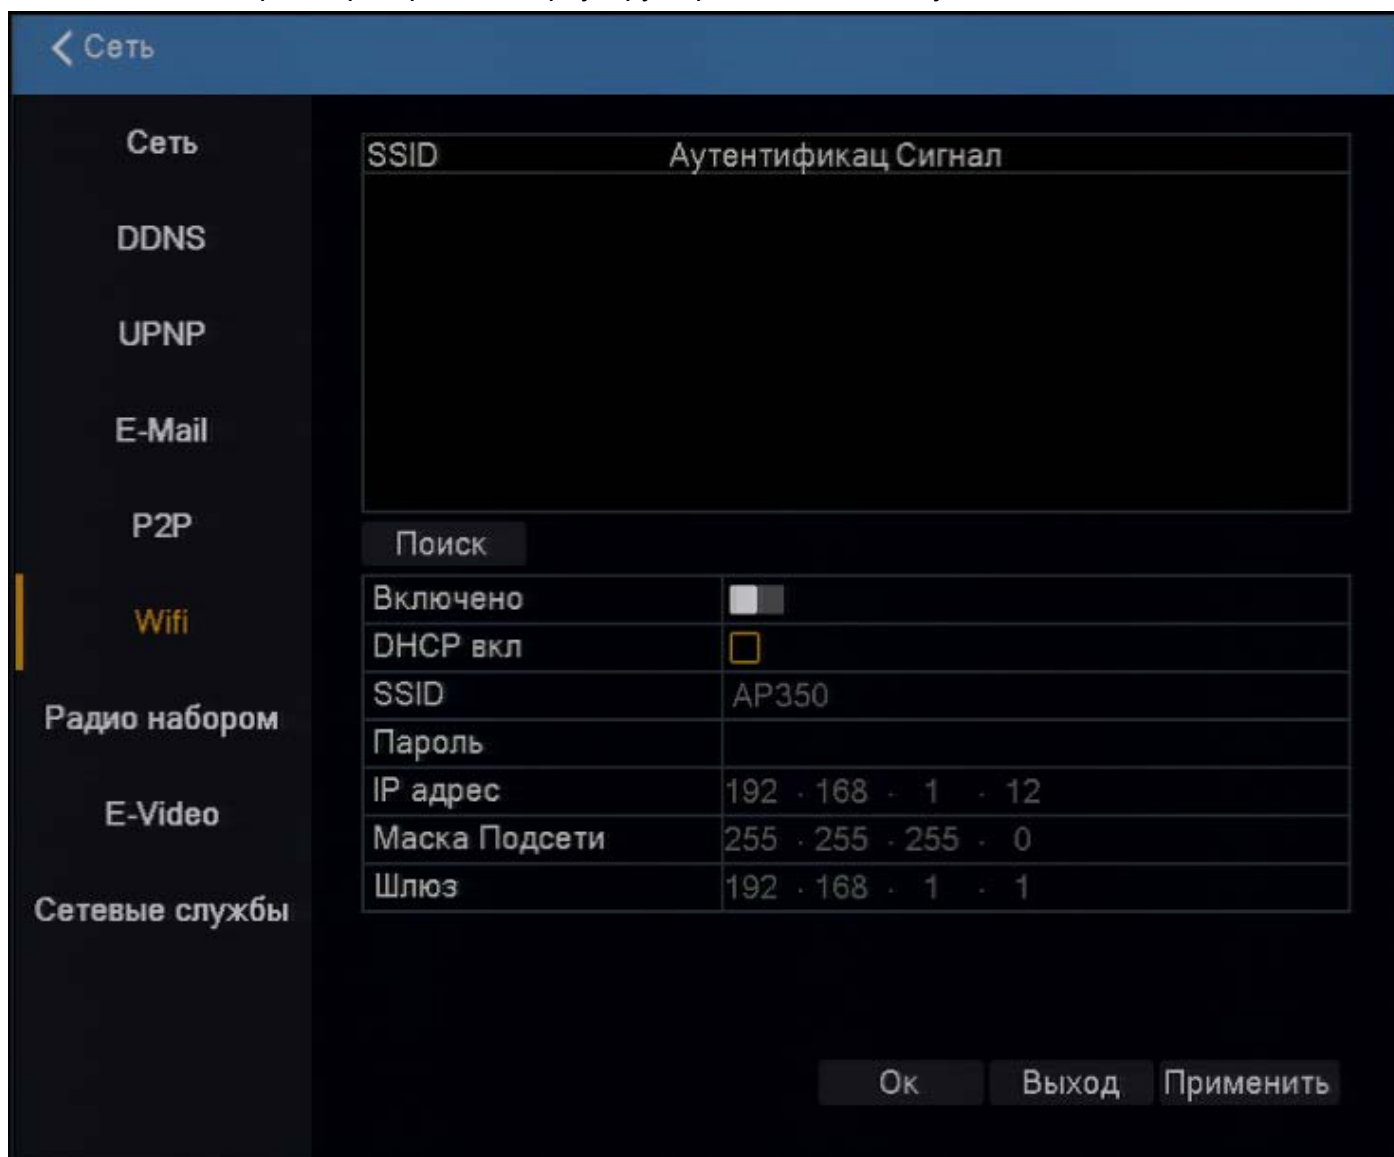 Сеть
Сеть
DDNS
UPNP
E-Mail
P2P
Wifi
Радио набором
E-Video
Сетевые службы
SSID Аутентификац Сигнал
Поиск
Включено
DHCP вкл
SSID AP350
Пароль
IP адрес 192 . 168 . 1 . 12
Маска Подсети 255 . 255 . 255 . 0
Шлюз 192 . 168 . 1 . 1
Ок Выход Применить